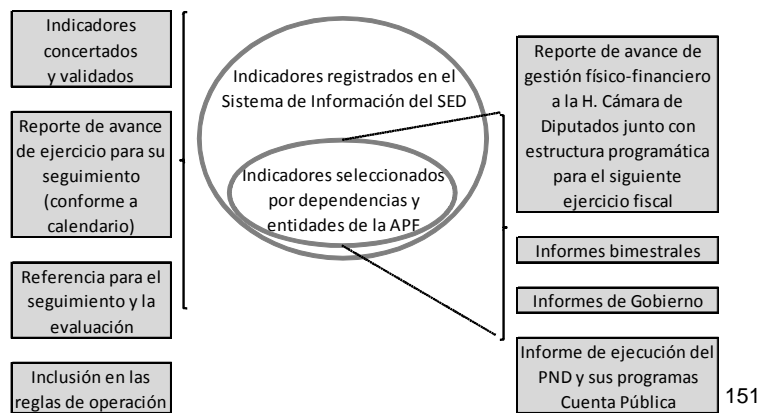 Indicadores
concertados
y validados
Reporte de avance
de ejercicio para su
seguimiento
(conforme a
calendario)
Referencia para el
seguimiento y la
evaluación
Inclusión en las
reglas de operación
Indicadores registrados en el
Sistema de Información del SED
Indicadores seleccionados
por dependencias y
entidades de la APF
Reporte de avance de
gestión físico-financiero
a la H. Cámara de
Diputados junto con
estructura programática
para el siguiente
ejercicio fiscal
Informes bimestrales
Informes de Gobierno
Informe de ejecución del
PND y sus programas
Cuenta Pública
151